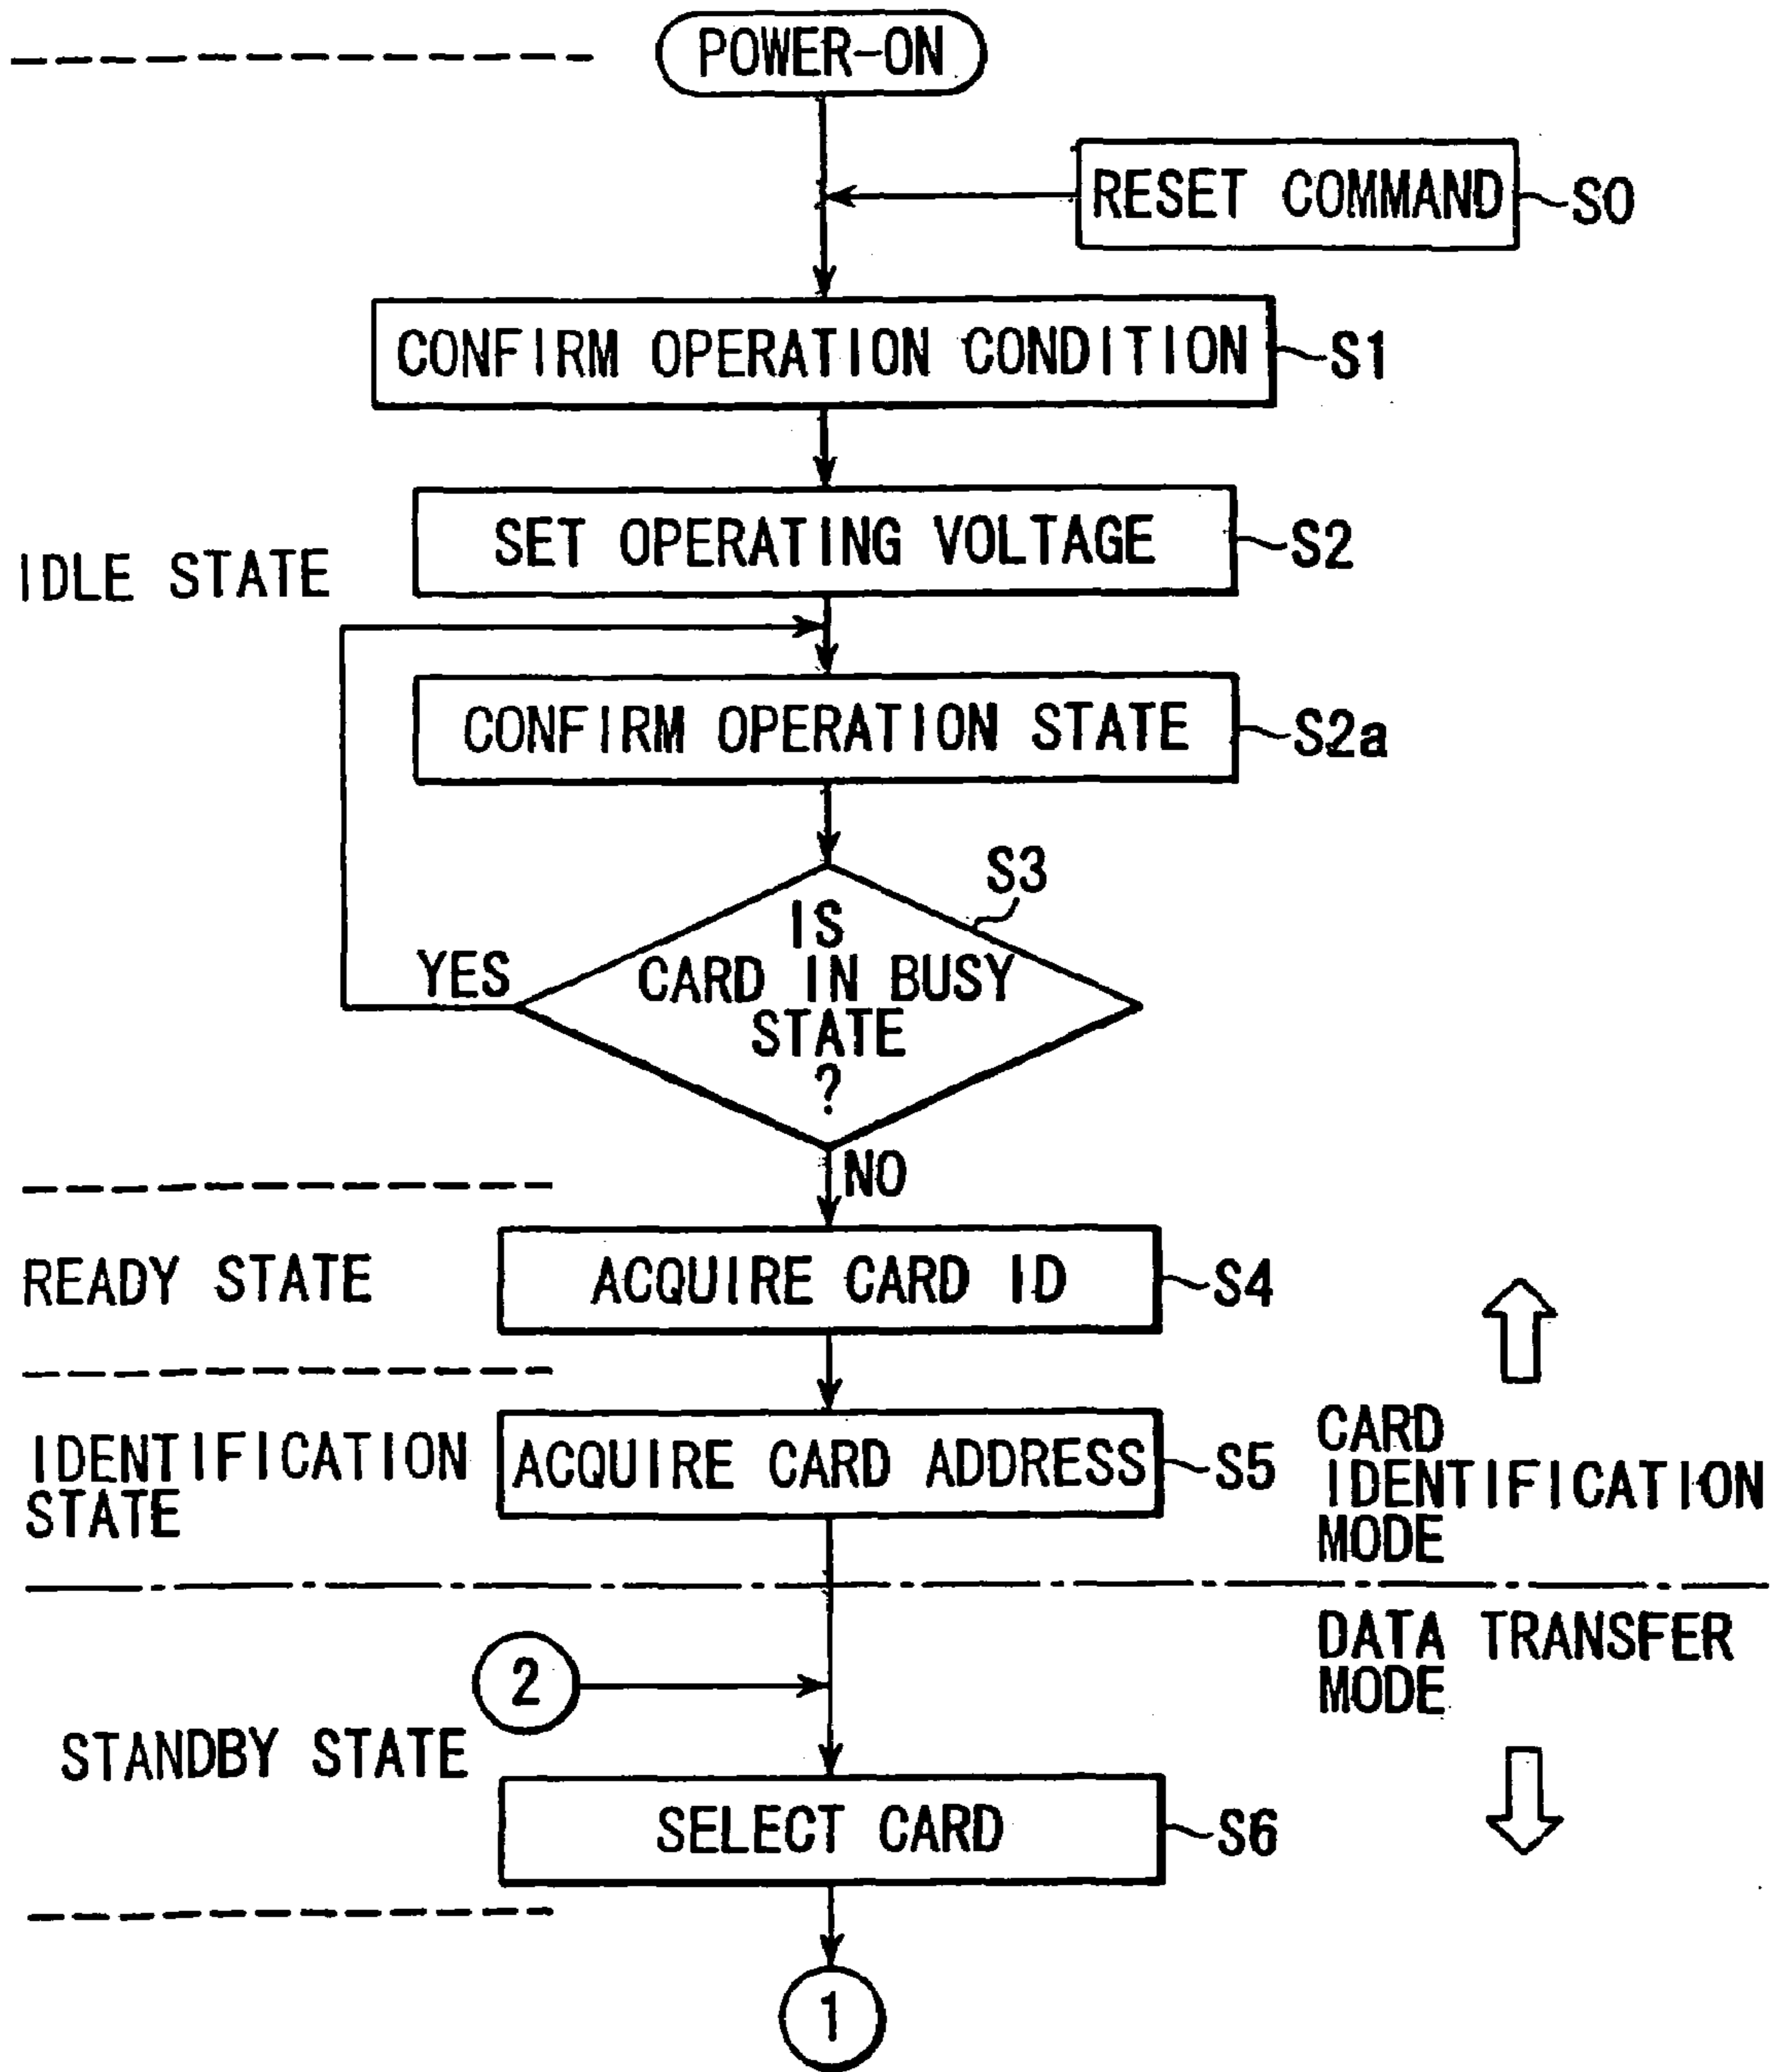 POWER-ON
RESET COMMAND
S0
CONFIRM OPERATION CONDITION
S1
SET OPERATING VOLTAGE
S2
IDLE STATE
CONFIRM OPERATION STATE
S2a
S3
IS
CARD IN BUSY
STATE
?
YES
NO
READY STATE
ACQUIRE CARD ID
S4
IDENTIFICATION
STATE
ACQUIRE CARD ADDRESS
S5
CARD
IDENTIFICATION
MODE
DATA TRANSFER
MODE
2
STANDBY STATE
SELECT CARD
S6
1